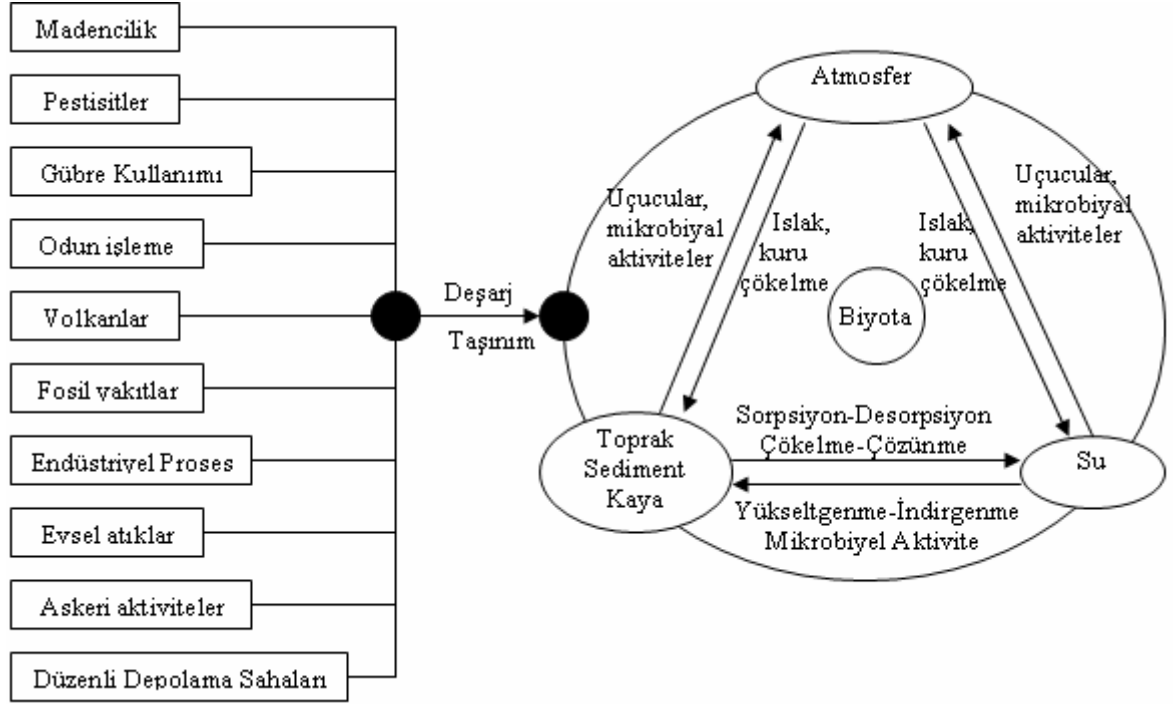 Madencilik
Pestisitler
Gübre Kullanımı
Odun işleme
Volkanlar
Fosil yakıtlar
Endüstriyel Proses
Evsel atıklar
Askeri aktiviteler
Düzenli Depolama Sahaları
Deşarj
Taşınım
Atmosfer
Uçucular,
mikrobiyal
aktiviteler
Islak,
kuru
çökelme
Islak,
kuru
çökelme
Uçucular,
mikrobiyal
aktiviteler
Biyota
Toprak
Sediment
Kaya
Sorpsiyon-Desorpsiyon
Çökelme-Çözünme
Su
Yükseltgenme-İndirgenme
Mikrobiyel Aktivite